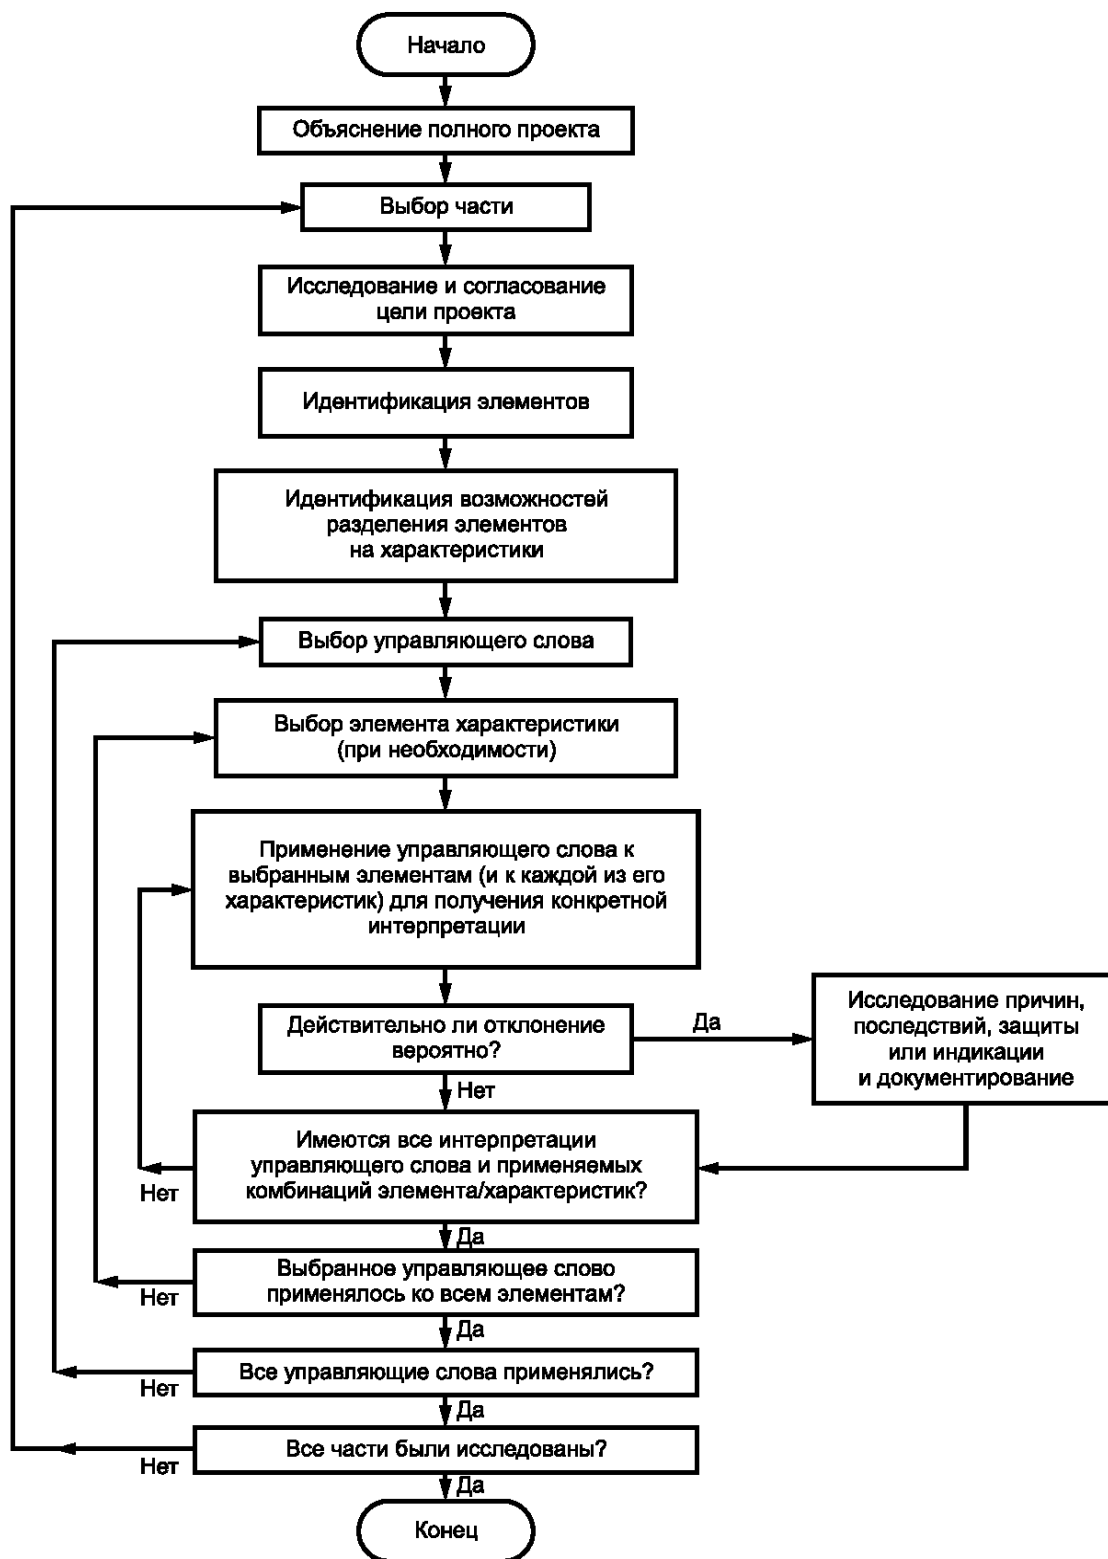 Начало
Объяснение полного проекта
Выбор части
Исследование и согласование
цели проекта
Идентификация элементов
Идентификация возможностей
разделения элементов
на характеристики
Выбор управляющего слова
Выбор элемента характеристики
(при необходимости)
Применение управляющего слова к
выбранным элементам (и к каждой из его
характеристик) для получения конкретной
интерпретации
Действительно ли отклонение
вероятно?
Да
Исследование причин,
последствий, защиты
или индикации
и документирование
Нет
Имеются все интерпретации
управляющего слова и применяемых
комбинаций элемента/характеристик?
Нет
Да
Выбранное управляющее слово
применялось ко всем элементам?
Нет
Да
Все управляющие слова применялись?
Нет
Да
Все части были исследованы?
Нет
Да
Конец